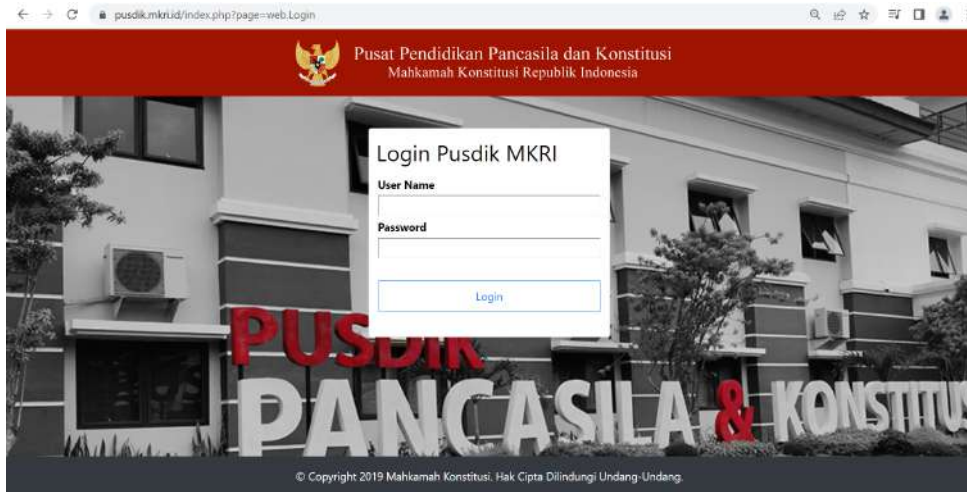 pusdik.mkri.id/index.php?page=web.Login
Pusat Pendidikan Pancasila dan Konstitusi
Mahkamah Konstitusi Republik Indonesia
Login Pusdik MKRI
User Name
Password
Login
PUSDIK
PANCASILA & KONSTITUS
© Copyright 2019 Mahkamah Konstitusi. Hak Cipta Dilindungi Undang-Undang.